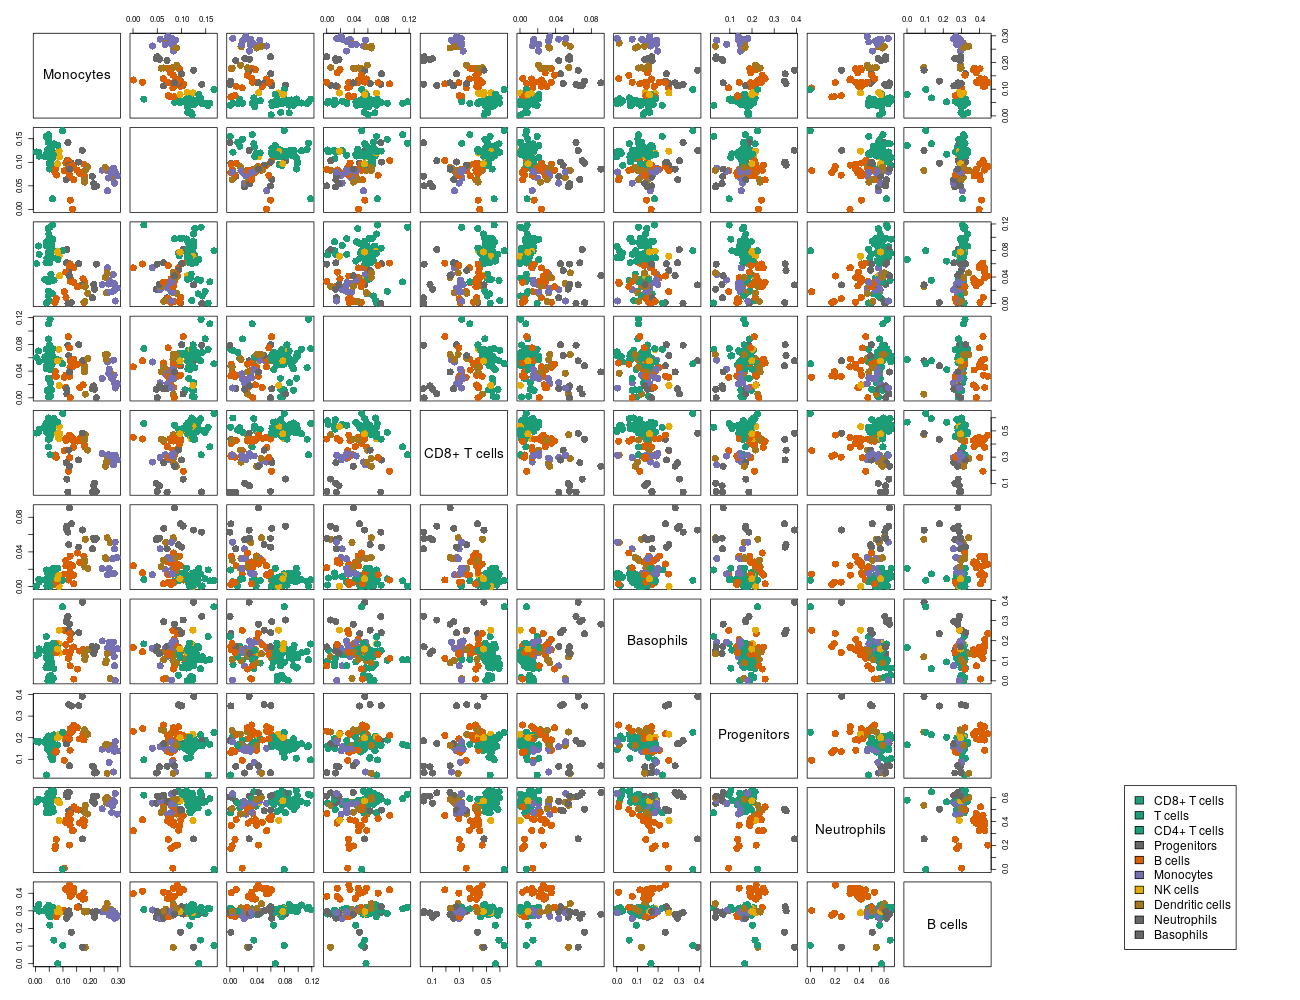 0.00 0.05 0.10 0.15 0.00 0.04 0.08 0.12 0.00 0.04 0.08 0.1 0.2 0.3 0.4 0.0 0.1 0.2 0.3 0.4
Monocytes
0.00 0.10 0.20 0.30
0.00 0.05 0.10 0.15
0.00 0.04 0.08 0.12
0.00 0.04 0.08 0.12
CD8+ T cells
0.1 0.3 0.5
0.00 0.04 0.08
Basophils
0.0 0.1 0.2 0.3 0.4
0.1 0.2 0.3 0.4
Progenitors
Neutrophils
0.0 0.2 0.4 0.6
0.0 0.1 0.2 0.3 0.4
B cells
0.00 0.10 0.20 0.30 0.00 0.04 0.08 0.12 0.1 0.3 0.5 0.0 0.1 0.2 0.3 0.4 0.0 0.2 0.4 0.6
CD8+ T cells
T cells
CD4+ T cells
Progenitors
B cells
Monocytes
NK cells
Dendritic cells
Neutrophils
Basophils